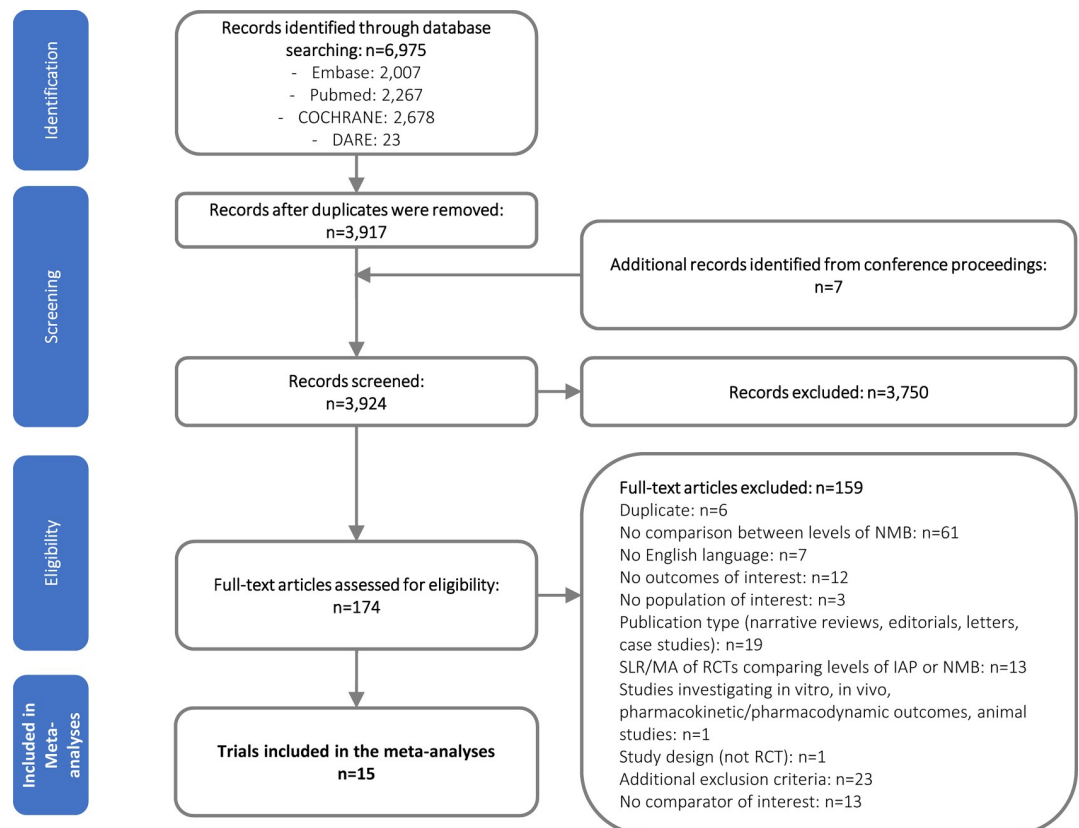 Identification
Records identified through database
searching: n=6,975
- Embase: 2,007
- Pubmed: 2,267
- COCHRANE: 2,678
- DARE: 23
Screening
Records after duplicates were removed:
n=3,917
Additional records identified from conference proceedings:
n=7
Records screened:
n=3,924
Records excluded: n=3,750
Eligibility
Full-text articles assessed for eligibility:
n=174
Full-text articles excluded: n=159
Duplicate: n=6
No comparison between levels of NMB: n=61
No English language: n=7
No outcomes of interest: n=12
No population of interest: n=3
Publication type (narrative reviews, editorials, letters,
case studies): n=19
SLR/MA of RCTs comparing levels of IAP or NMB: n=13
Studies investigating in vitro, in vivo,
pharmacokinetic/pharmacodynamic outcomes, animal
studies: n=1
Study design (not RCT): n=1
Additional exclusion criteria: n=23
No comparator of interest: n=13
Included in
Meta-
analyses
Trials included in the meta-analyses
n=15